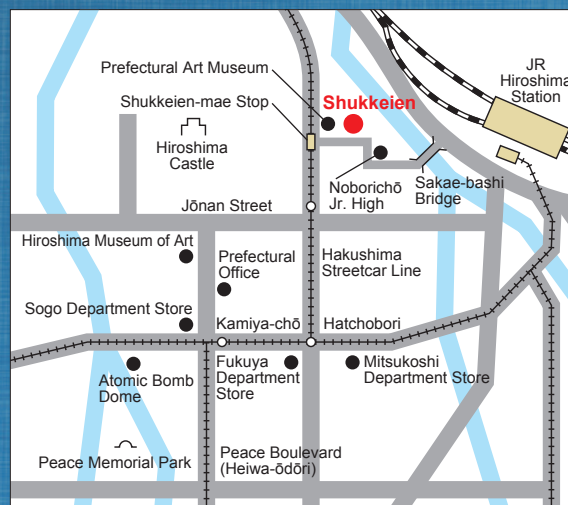 JR
Hiroshima
Station
Prefectural Art Museum
Shukkeien
Shukkeien-mae Stop
Hiroshima
Castle
Noborichō
Jr. High
Sakae-bashi
Bridge
Jōnan Street
Hiroshima Museum of Art
Prefectural
Office
Hakushima
Streetcar Line
Sogo Department Store
Kamiya-chō
Hatchobori
Atomic Bomb
Dome
Fukuya
Department
Store
Mitsukoshi
Department Store
Peace Memorial Park
Peace Boulevard
(Heiwa-ōdōri)